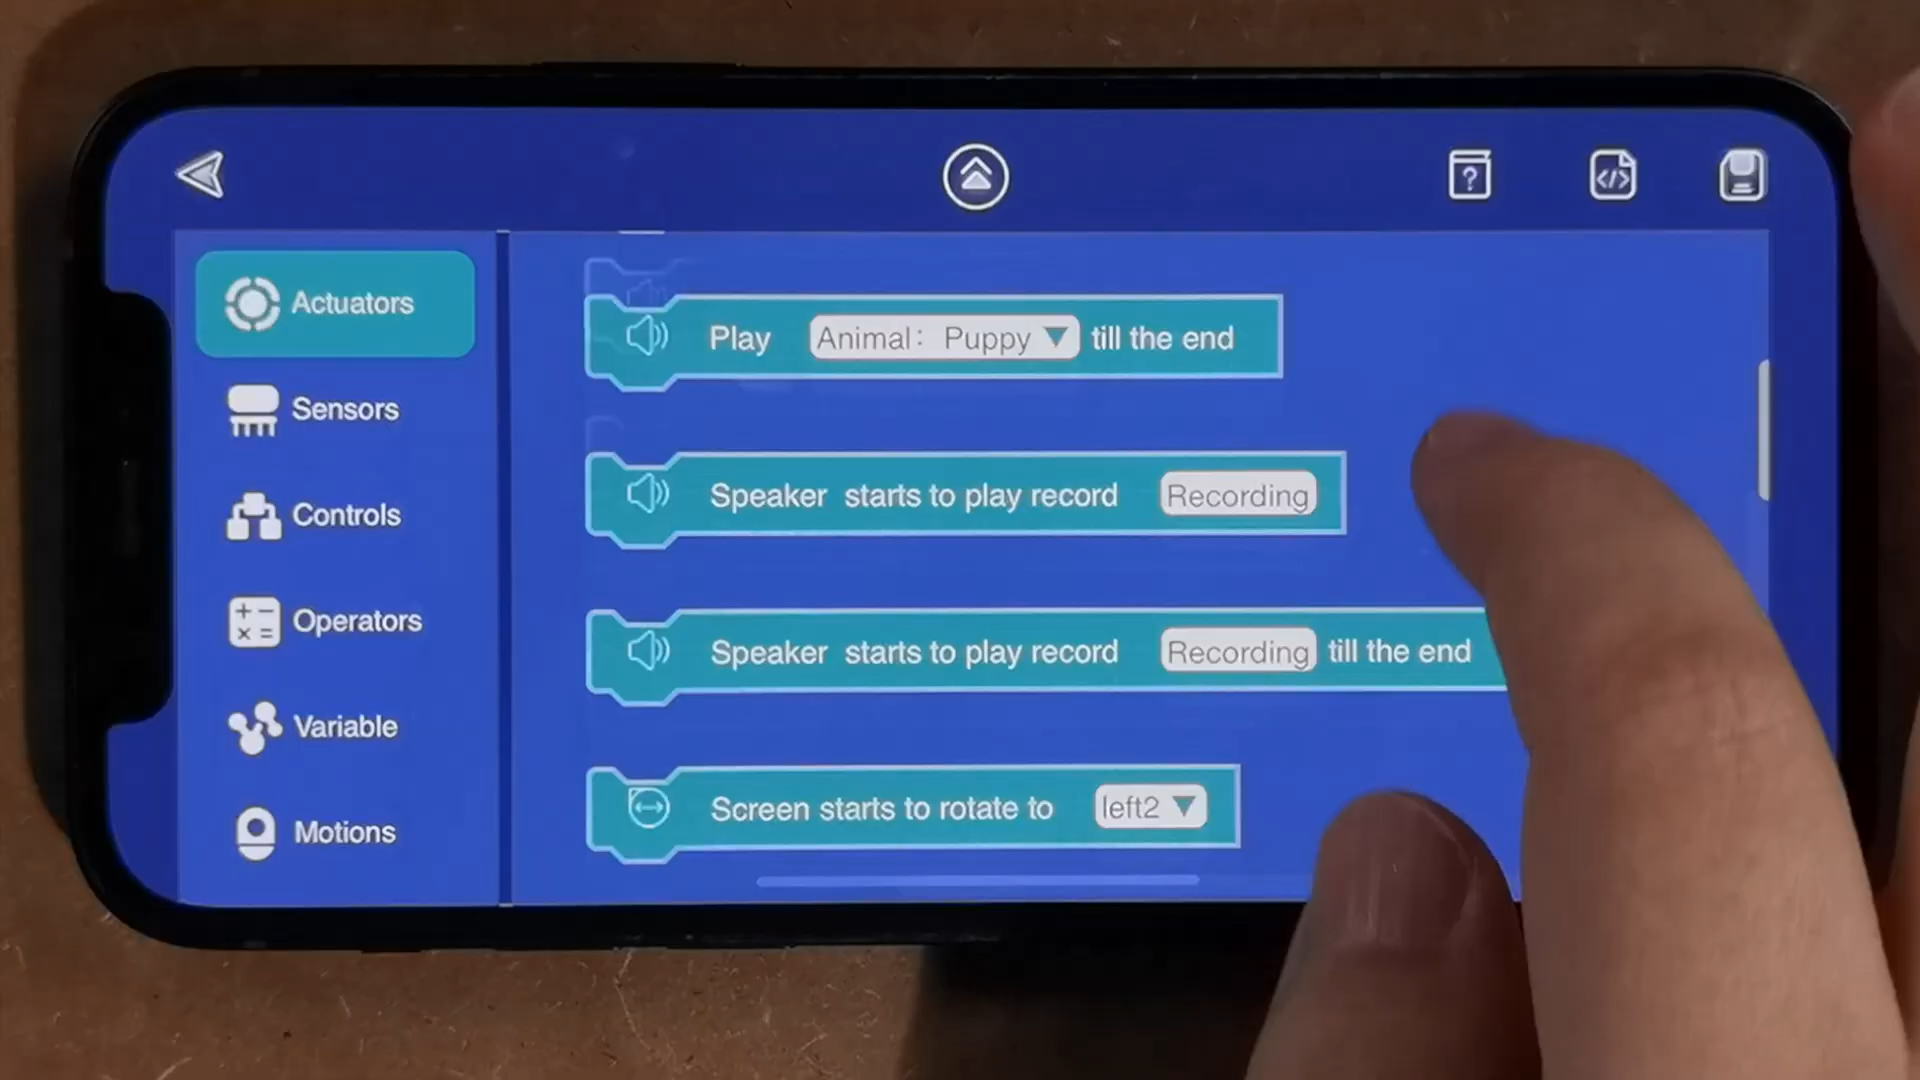 Actuators
Sensors
Controls
Operators
Variable
Motions
Play Animal: Puppy till the end
Speaker starts to play record Recording
Speaker starts to play record Recording till the end
Screen starts to rotate to left2